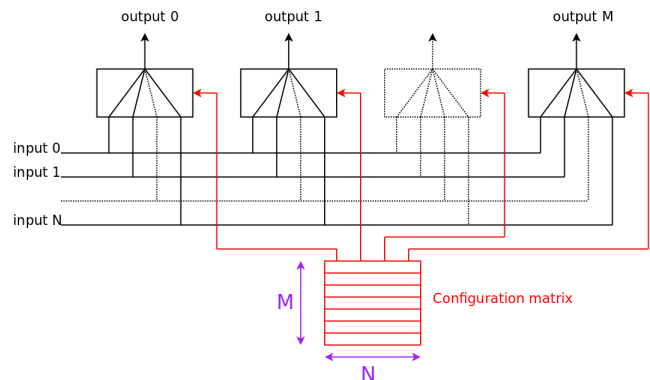 output 0
output 1
output M
input 0
input 1
input N
M
Configuration matrix
N